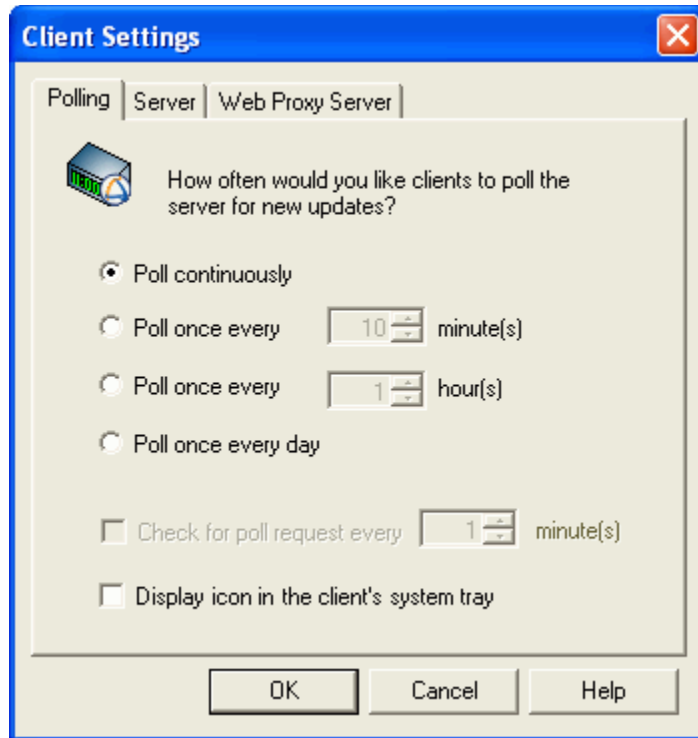 Client Settings
Polling Server Web Proxy Server
How often would you like clients to poll the
server for new updates?
Poll continuously
Poll once every 10 minute(s)
Poll once every 1 hour(s)
Poll once every day
Check for poll request every 1 minute(s)
Display icon in the client's system tray
OK Cancel Help